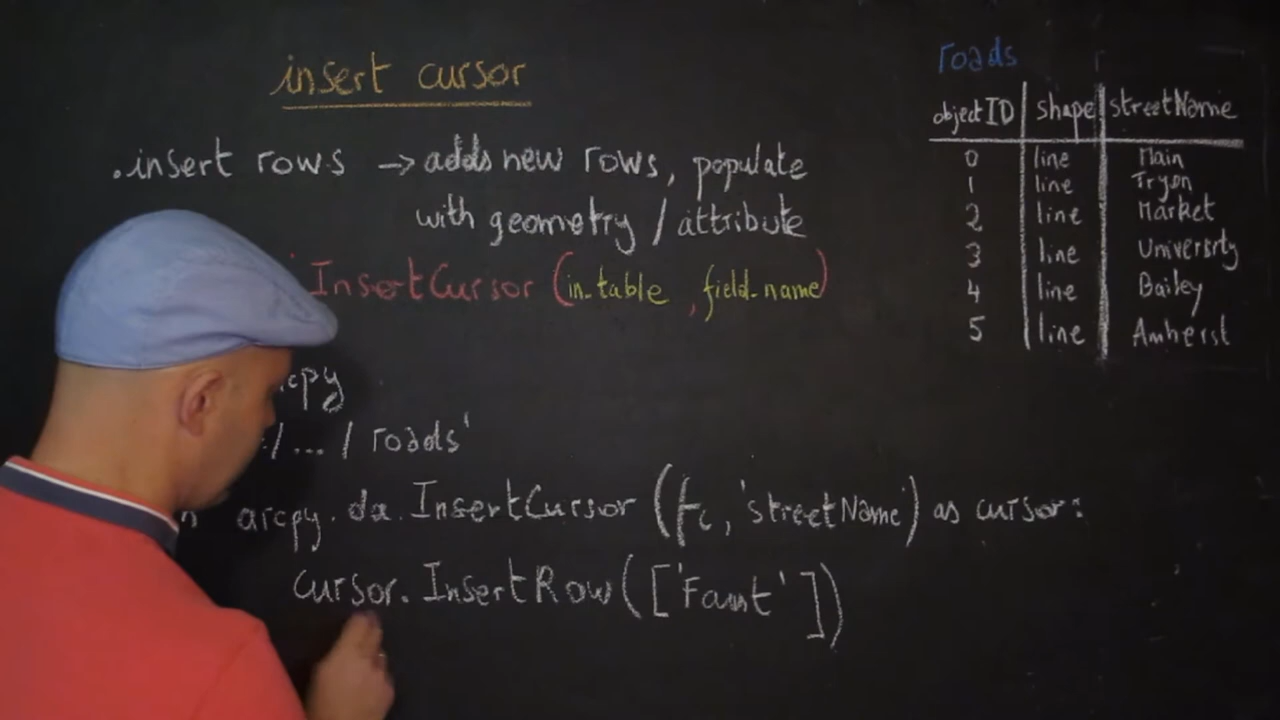 insert cursor
.insert rows -> adds new rows, populate
with geometry / attribute
InsertCursor (in_table, field_name)
cpy
:/.../roads'
n arcpy.da.InsertCursor (fc, 'streetName') as cursor:
cursor.InsertRow(['Faunt'])
roads
objectID shape streetName
0 line Main
1 line Tryon
2 line Market
3 line University
4 line Bailey
5 line Amherst